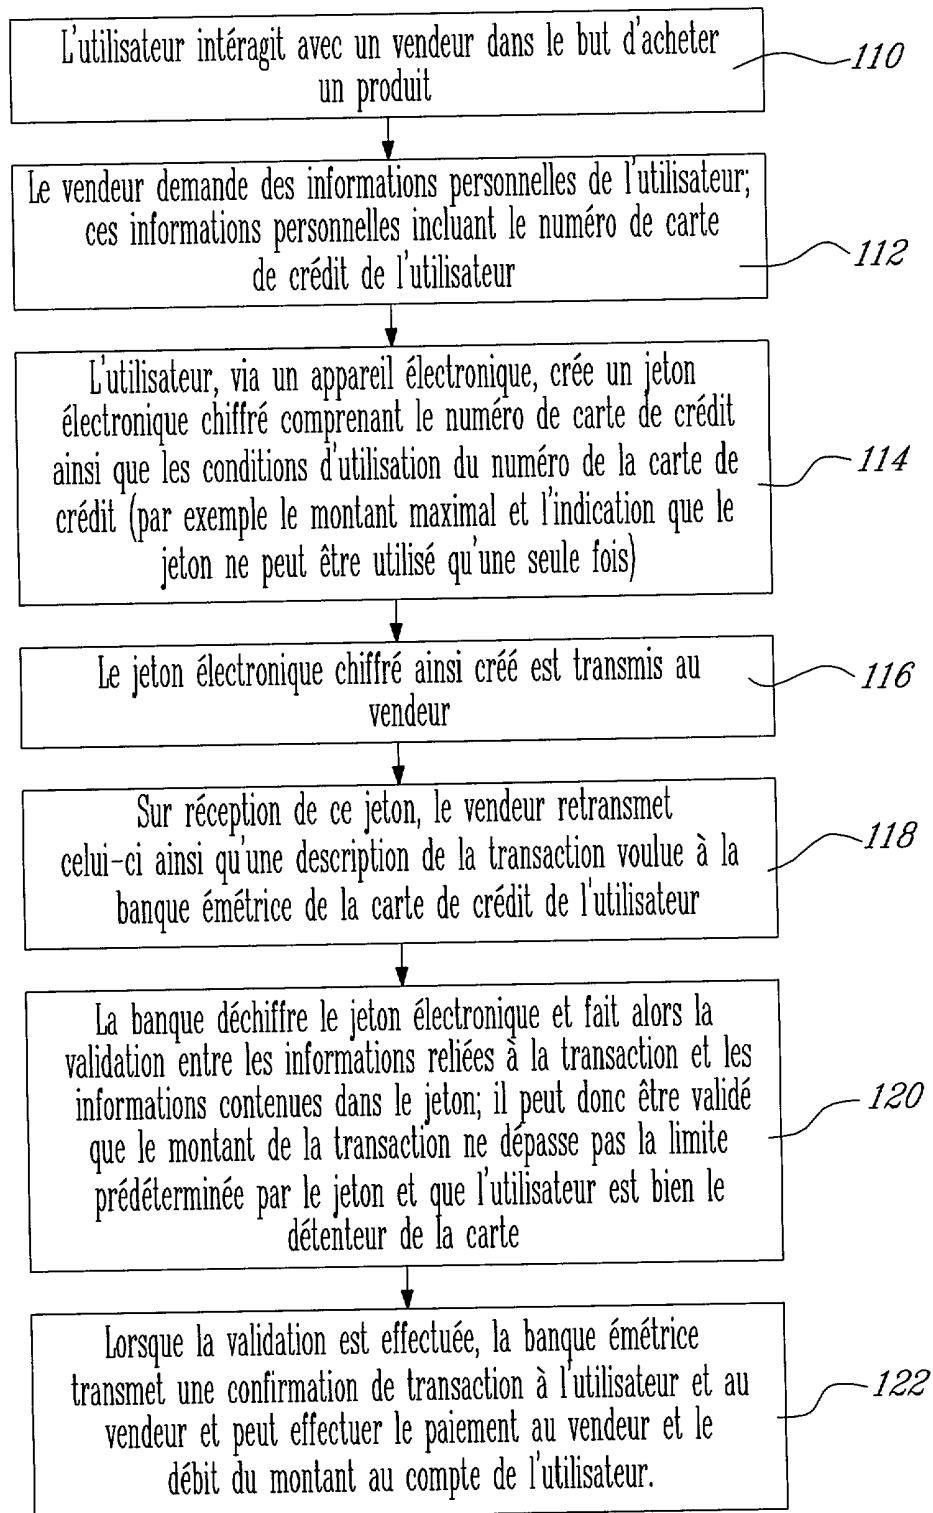 L'utilisateur intéragit avec un vendeur dans le but d'acheter
un produit
110
Le vendeur demande des informations personnelles de l'utilisateur;
ces informations personnelles incluant le numéro de carte
de crédit de l'utilisateur
112
L'utilisateur, via un appareil électronique, crée un jeton
électronique chiffré comprenant le numéro de carte de crédit
ainsi que les conditions d'utilisation du numéro de la carte de
crédit (par exemple le montant maximal et l'indication que le
jeton ne peut être utilisé qu'une seule fois)
114
Le jeton électronique chiffré ainsi créé est transmis au
vendeur
116
Sur réception de ce jeton, le vendeur retransmet
celui-ci ainsi qu'une description de la transaction voulue à la
banque émétrice de la carte de crédit de l'utilisateur
118
La banque déchiffre le jeton électronique et fait alors la
validation entre les informations reliées à la transaction et les
informations contenues dans le jeton; il peut donc être validé
que le montant de la transaction ne dépasse pas la limite
prédéterminée par le jeton et que l'utilisateur est bien le
détenteur de la carte
120
Lorsque la validation est effectuée, la banque émétrice
transmet une confirmation de transaction à l'utilisateur et au
vendeur et peut effectuer le paiement au vendeur et le
débit du montant au compte de l'utilisateur.
122